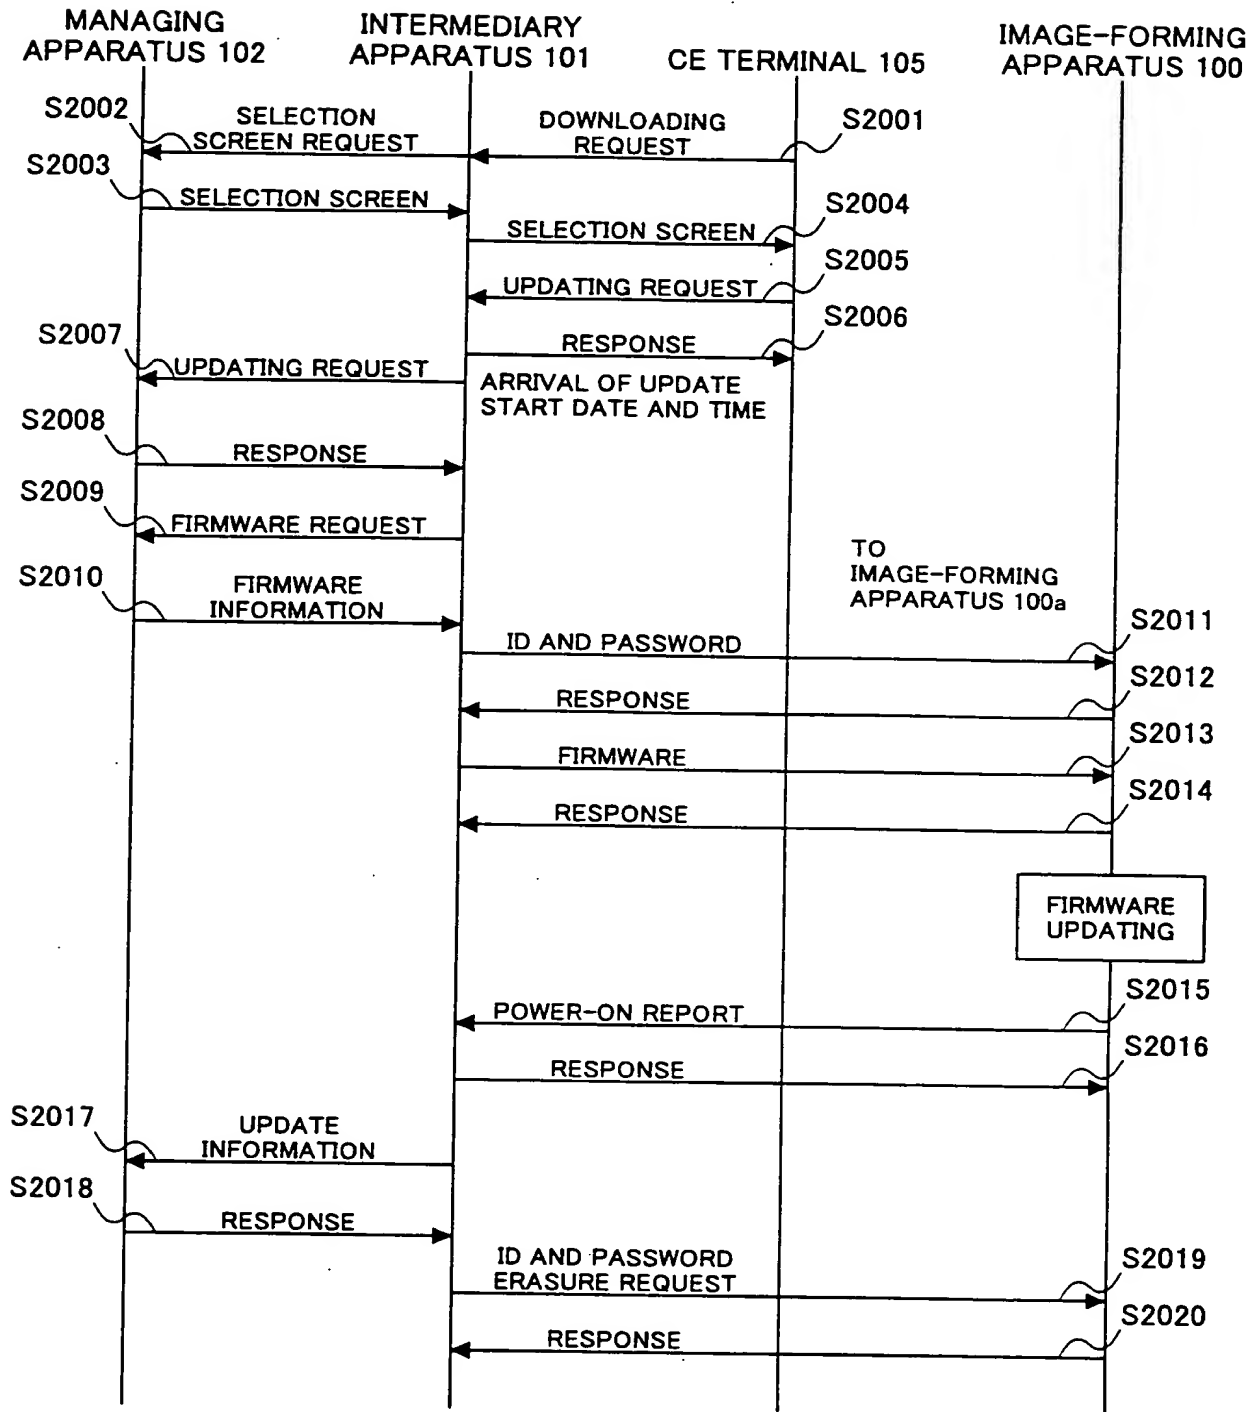 MANAGING
APPARATUS 102
INTERMEDIARY
APPARATUS 101
CE TERMINAL 105
IMAGE-FORMING
APPARATUS 100
S2002
SELECTION
SCREEN REQUEST
DOWNLOADING
REQUEST
S2001
S2003
SELECTION SCREEN
SELECTION SCREEN
S2004
UPDATING REQUEST
S2005
RESPONSE
S2006
S2007
UPDATING REQUEST
ARRIVAL OF UPDATE
START DATE AND TIME
S2008
RESPONSE
S2009
FIRMWARE REQUEST
S2010
FIRMWARE
INFORMATION
TO
IMAGE-FORMING
APPARATUS 100a
ID AND PASSWORD
S2011
RESPONSE
S2012
FIRMWARE
S2013
RESPONSE
S2014
FIRMWARE
UPDATING
POWER-ON REPORT
S2015
RESPONSE
S2016
S2017
UPDATE
INFORMATION
S2018
RESPONSE
ID AND PASSWORD
ERASURE REQUEST
S2019
RESPONSE
S2020